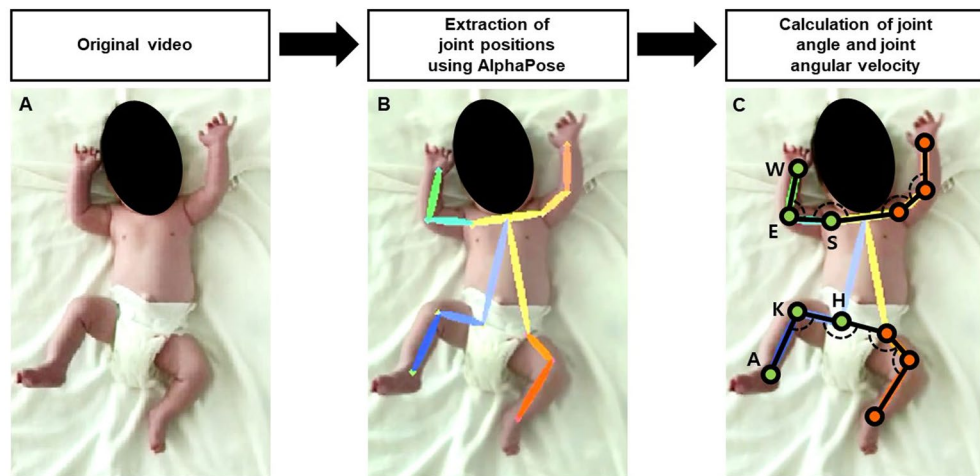 Original video
Extraction of
joint positions
using AlphaPose
Calculation of joint
angle and joint
angular velocity
A
B
C
W
E
S
K
H
A